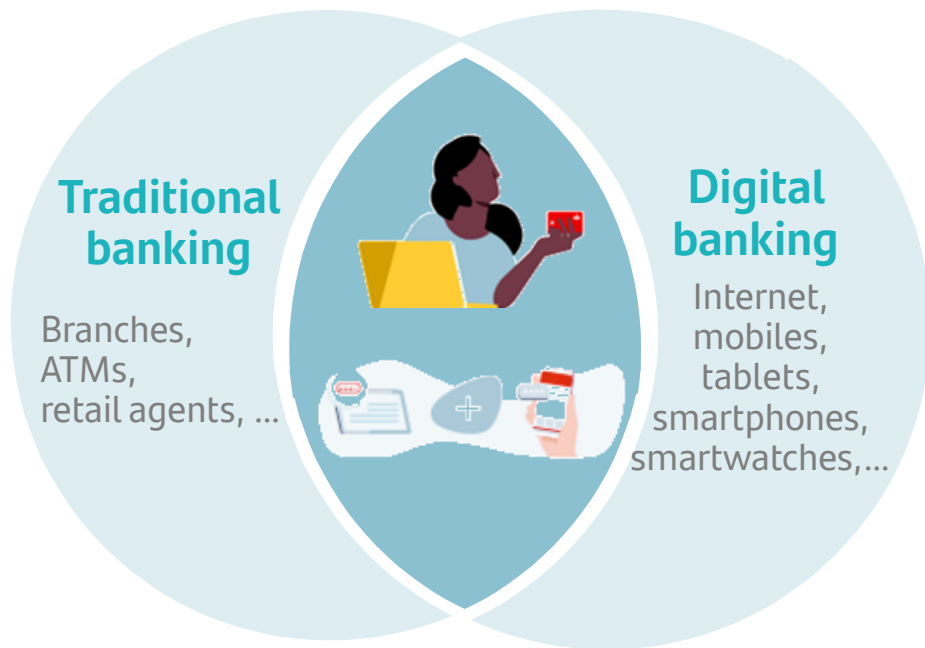 Traditional
banking
Branches,
ATMs,
retail agents, ...
Digital
banking
Internet,
mobiles,
tablets,
smartphones,
smartwatches,...